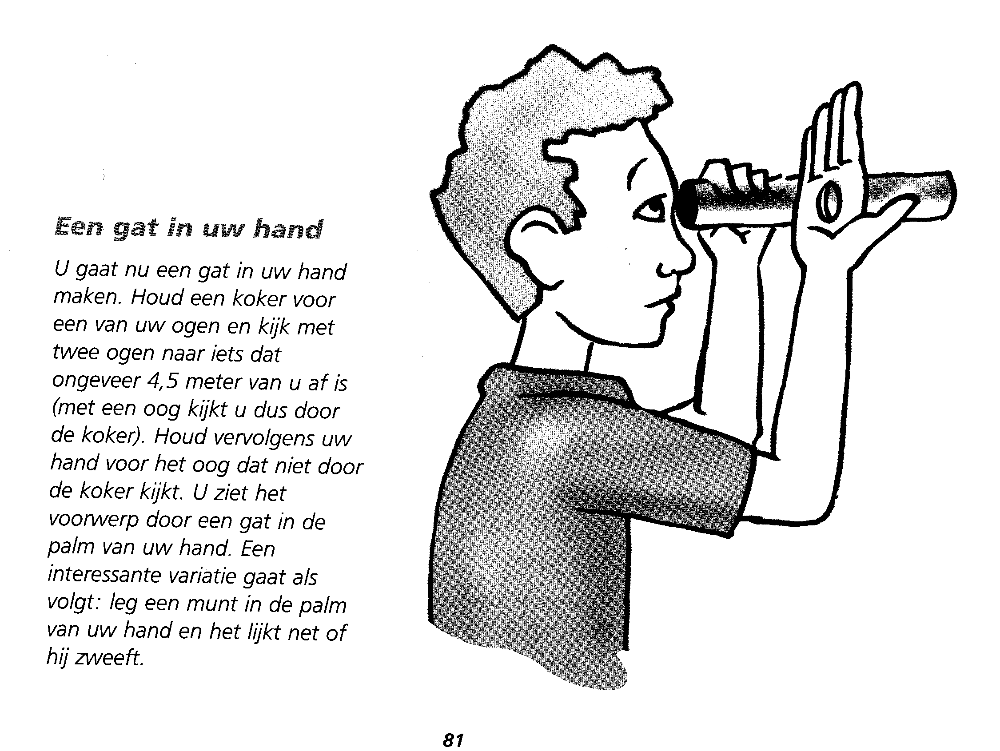 Een gat in uw hand
U gaat nu een gat in uw hand
maken. Houd een koker voor
een van uw ogen en kijk met
twee ogen naar iets dat
ongeveer 4,5 meter van u af is
(met een oog kijkt u dus door
de koker). Houd vervolgens uw
hand voor het oog dat niet door
de koker kijkt. U ziet het
voorwerp door een gat in de
palm van uw hand. Een
interessante variatie gaat als
volgt: leg een munt in de palm
van uw hand en het lijkt net of
hij zweeft.
81